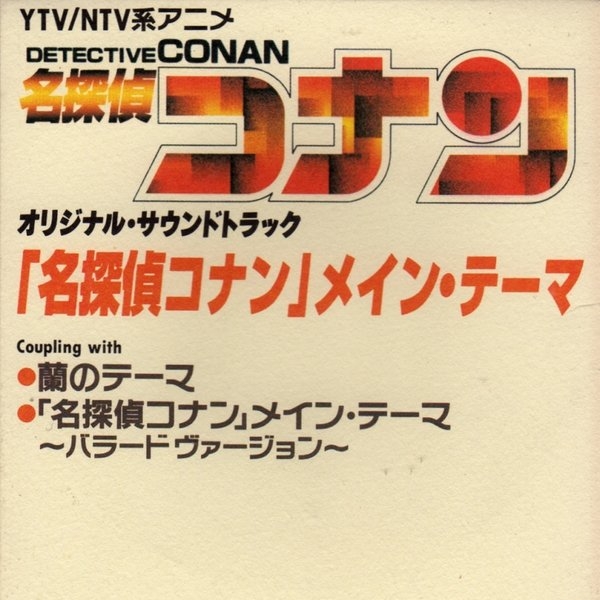 YTV/NTV系アニメ
DETECTIVE CONAN
名探偵コナン
オリジナル・サウンドトラック
「名探偵コナン」メイン・テーマ
Coupling with
●蘭のテーマ
●「名探偵コナン」メイン・テーマ
～バラードヴァージョン～